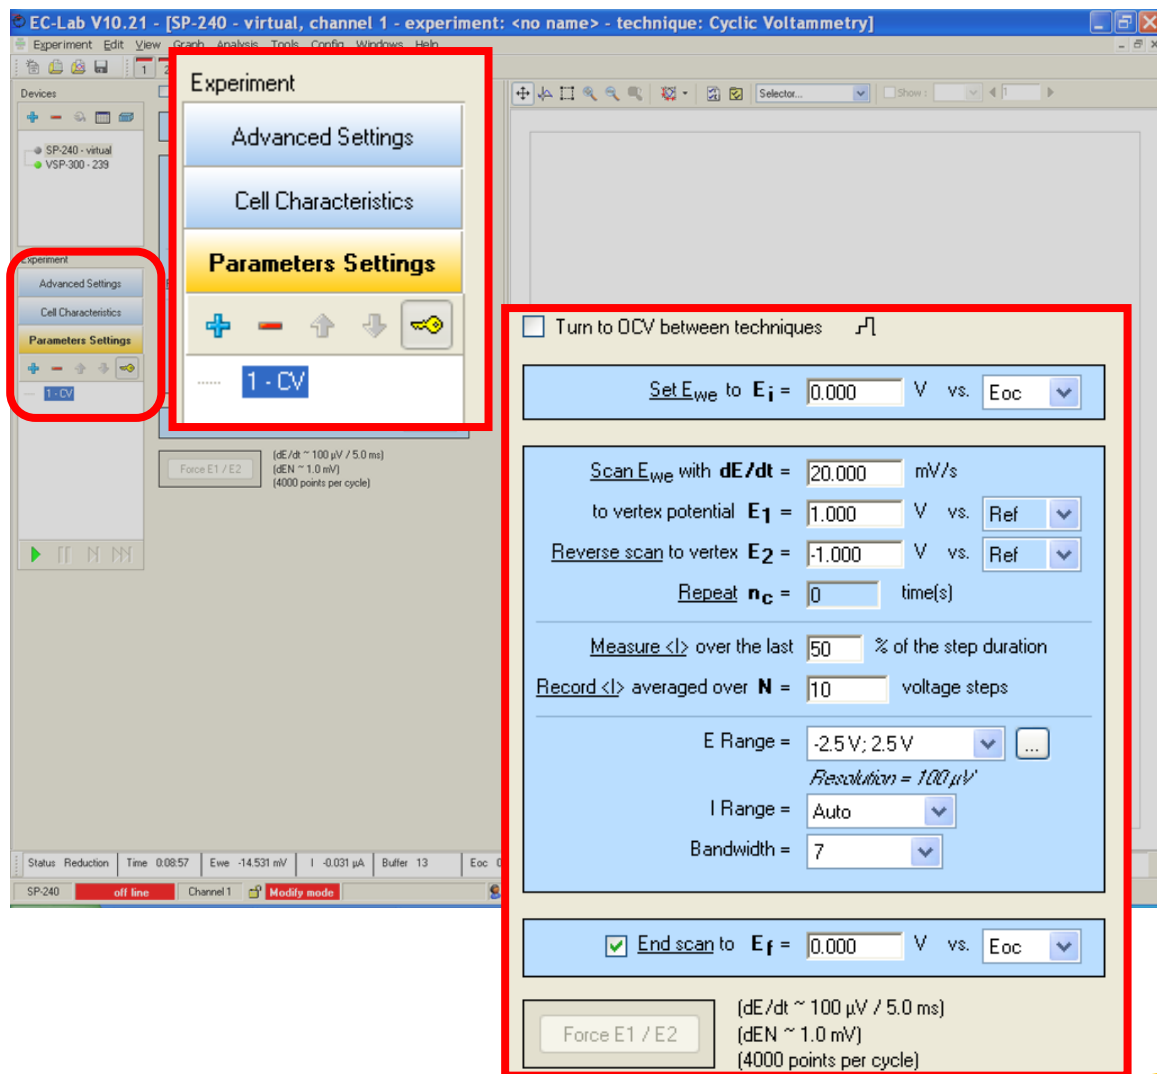 EC-Lab V10.21 - [SP-240 - virtual, channel 1 - experiment: <no name> - technique: Cyclic Voltammetry]
Experiment Edit View Graph Analysis Tools Config Windows Help
1 2
Selector... Show : 1
Devices
SP-240 - virtual
VSP-300 - 239
Experiment
Advanced Settings
Cell Characteristics
Parameters Settings
1 - CV
Experiment
Advanced Settings
Cell Characteristics
Parameters Settings
1 - CV
Force E1 / E2
(dE/dt ~ 100 µV / 5.0 ms)
(dEN ~ 1.0 mV)
(4000 points per cycle)
Turn to OCV between techniques
Set Ewe to Ei = 0.000 V vs. Eoc
Scan Ewe with dE/dt = 20.000 mV/s
to vertex potential E1 = 1.000 V vs. Ref
Reverse scan to vertex E2 = -1.000 V vs. Ref
Repeat nc = 0 time(s)
Measure <I> over the last 50 % of the step duration
Record <I> averaged over N = 10 voltage steps
E Range = -2.5 V; 2.5 V ...
Resolution = 100 µV
I Range = Auto
Bandwidth = 7
End scan to Ef = 0.000 V vs. Eoc
Force E1 / E2
(dE/dt ~ 100 µV / 5.0 ms)
(dEN ~ 1.0 mV)
(4000 points per cycle)
Status Reduction Time 0:08:57 Ewe -14.531 mV I -0.031 µA Buffer 13 Eoc
SP-240 off line Channel 1 Modify mode